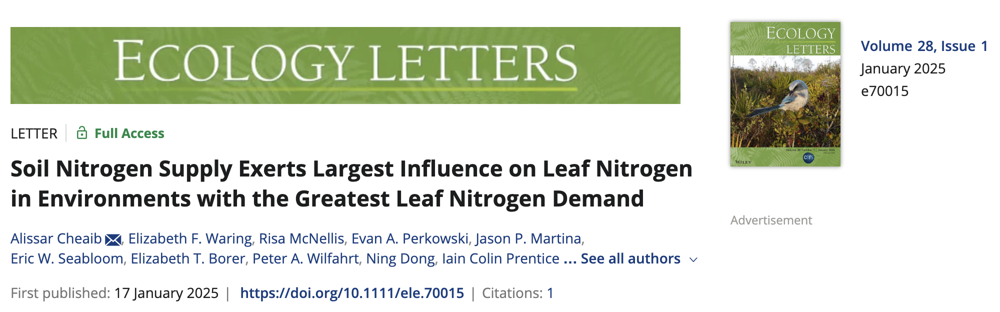 ECOLOGY LETTERS
LETTER
Full Access
Soil Nitrogen Supply Exerts Largest Influence on Leaf Nitrogen
in Environments with the Greatest Leaf Nitrogen Demand
Alissar Cheaib, Elizabeth F. Waring, Risa McNellis, Evan A. Perkowski, Jason P. Martina,
Eric W. Seabloom, Elizabeth T. Borer, Peter A. Wilfahrt, Ning Dong, Iain Colin Prentice ... See all authors
First published: 17 January 2025 | https://doi.org/10.1111/ele.70015 | Citations: 1
ECOLOGY
LETTERS
Volume 28 Number 1 | January 2025
cnrs
WILEY
Volume 28, Issue 1
January 2025
e70015
Advertisement